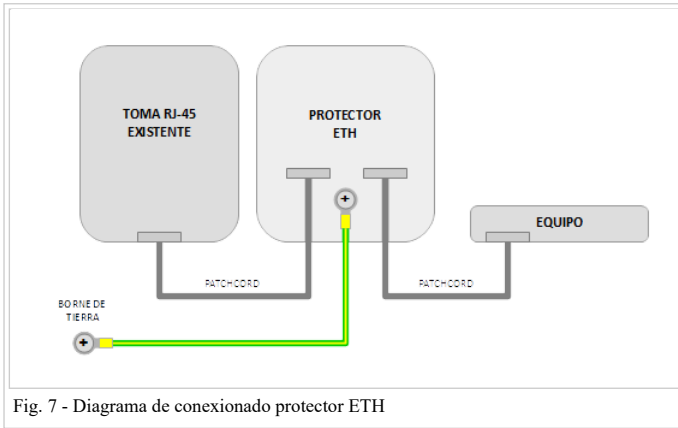 TOMA RJ-45
EXISTENTE
PROTECTOR
ETH
EQUIPO
PATCHCORD
PATCHCORD
BORNE DE
TIERRA
Fig. 7 - Diagrama de conexionado protector ETH